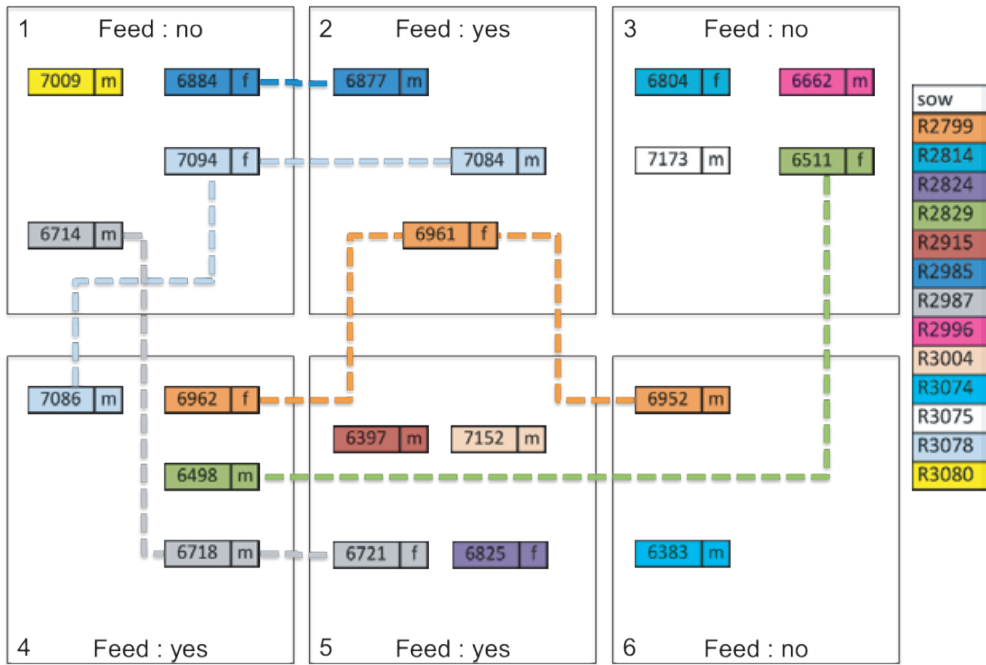 1 Feed : no
7009 m
6884 f
7094 f
6714 m
2 Feed : yes
6877 m
7084 m
6961 f
3 Feed : no
6804 f
6662 m
7173 m
6511 f
7086 m
6962 f
6498 m
6718 m
4 Feed : yes
6397 m
7152 m
6721 f
6825 f
5 Feed : yes
6952 m
6383 m
6 Feed : no
sow
R2799
R2814
R2824
R2829
R2915
R2985
R2987
R2996
R3004
R3074
R3075
R3078
R3080